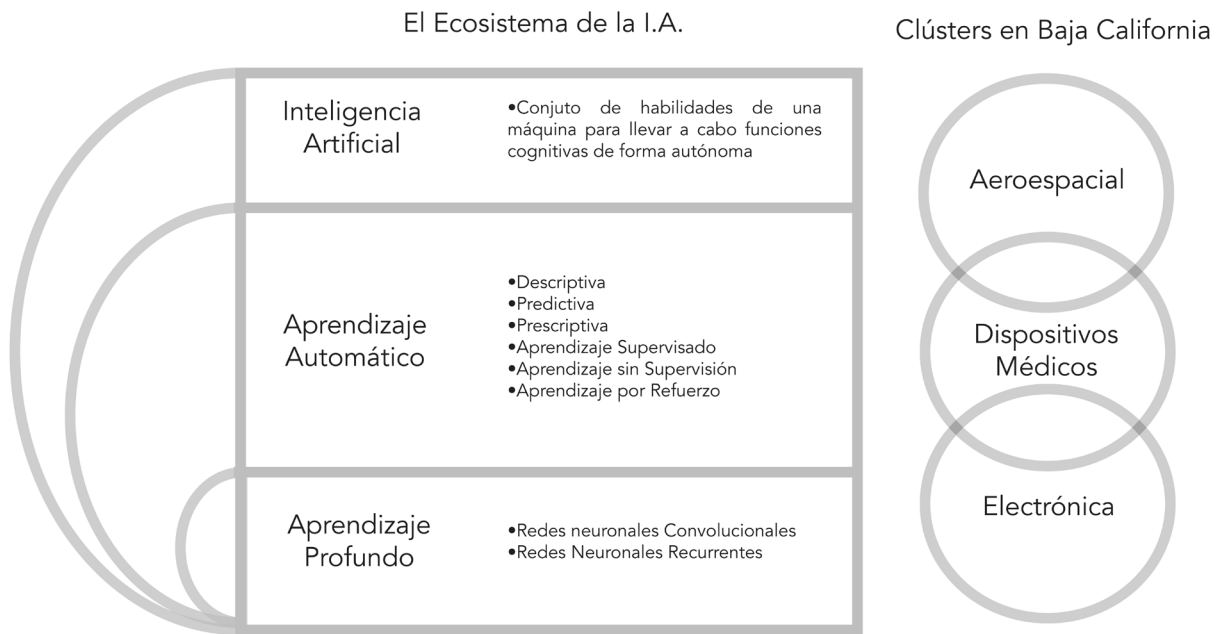 El Ecosistema de la I.A.
Clústers en Baja California
Inteligencia
Artificial
•Conjuto de habilidades de una
máquina para llevar a cabo funciones
cognitivas de forma autónoma
Aprendizaje
Automático
•Descriptiva
•Predictiva
•Prescriptiva
•Aprendizaje Supervisado
•Aprendizaje sin Supervisión
•Aprendizaje por Refuerzo
Aprendizaje
Profundo
•Redes neuronales Convolucionales
•Redes Neuronales Recurrentes
Aeroespacial
Dispositivos
Médicos
Electrónica